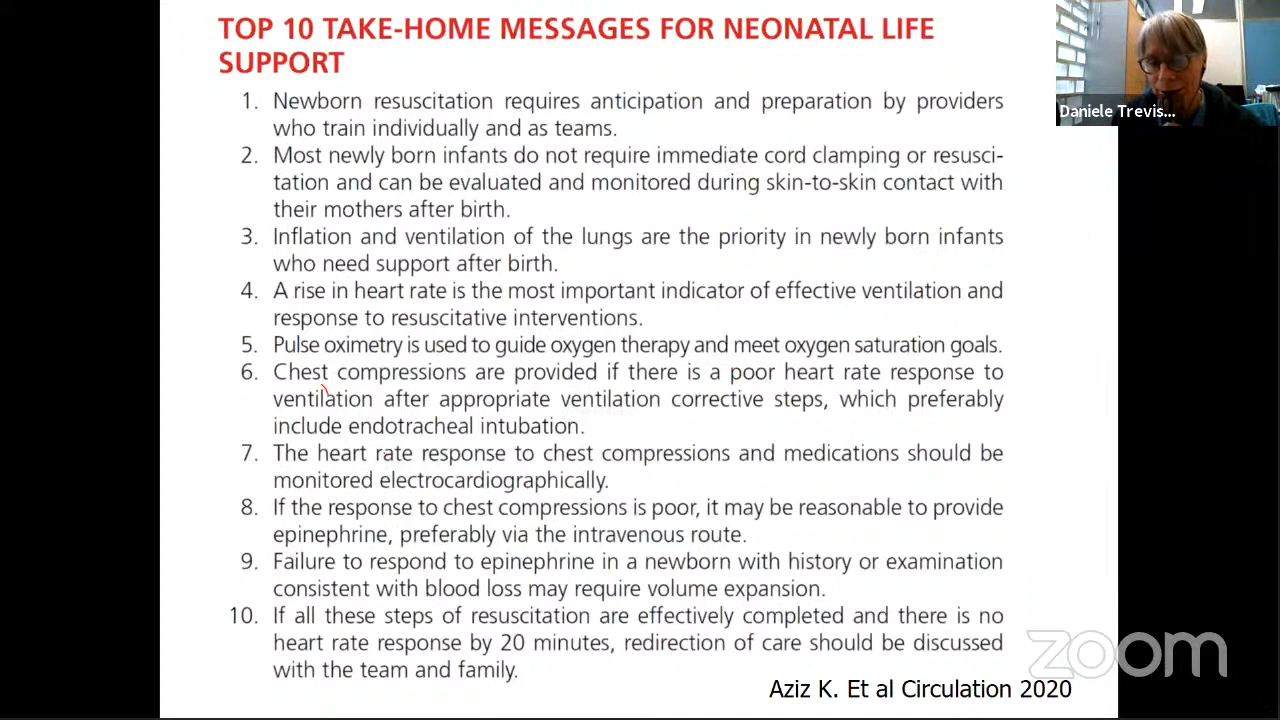 TOP 10 TAKE-HOME MESSAGES FOR NEONATAL LIFE
SUPPORT
1. Newborn resuscitation requires anticipation and preparation by providers
who train individually and as teams.
2. Most newly born infants do not require immediate cord clamping or resusci-
tation and can be evaluated and monitored during skin-to-skin contact with
their mothers after birth.
3. Inflation and ventilation of the lungs are the priority in newly born infants
who need support after birth.
4. A rise in heart rate is the most important indicator of effective ventilation and
response to resuscitative interventions.
5. Pulse oximetry is used to guide oxygen therapy and meet oxygen saturation goals.
6. Chest compressions are provided if there is a poor heart rate response to
ventilation after appropriate ventilation corrective steps, which preferably
include endotracheal intubation.
7. The heart rate response to chest compressions and medications should be
monitored electrocardiographically.
8. If the response to chest compressions is poor, it may be reasonable to provide
epinephrine, preferably via the intravenous route.
9. Failure to respond to epinephrine in a newborn with history or examination
consistent with blood loss may require volume expansion.
10. If all these steps of resuscitation are effectively completed and there is no
heart rate response by 20 minutes, redirection of care should be discussed
with the team and family.
Aziz K. Et al Circulation 2020
Daniele Trevis...
zoom